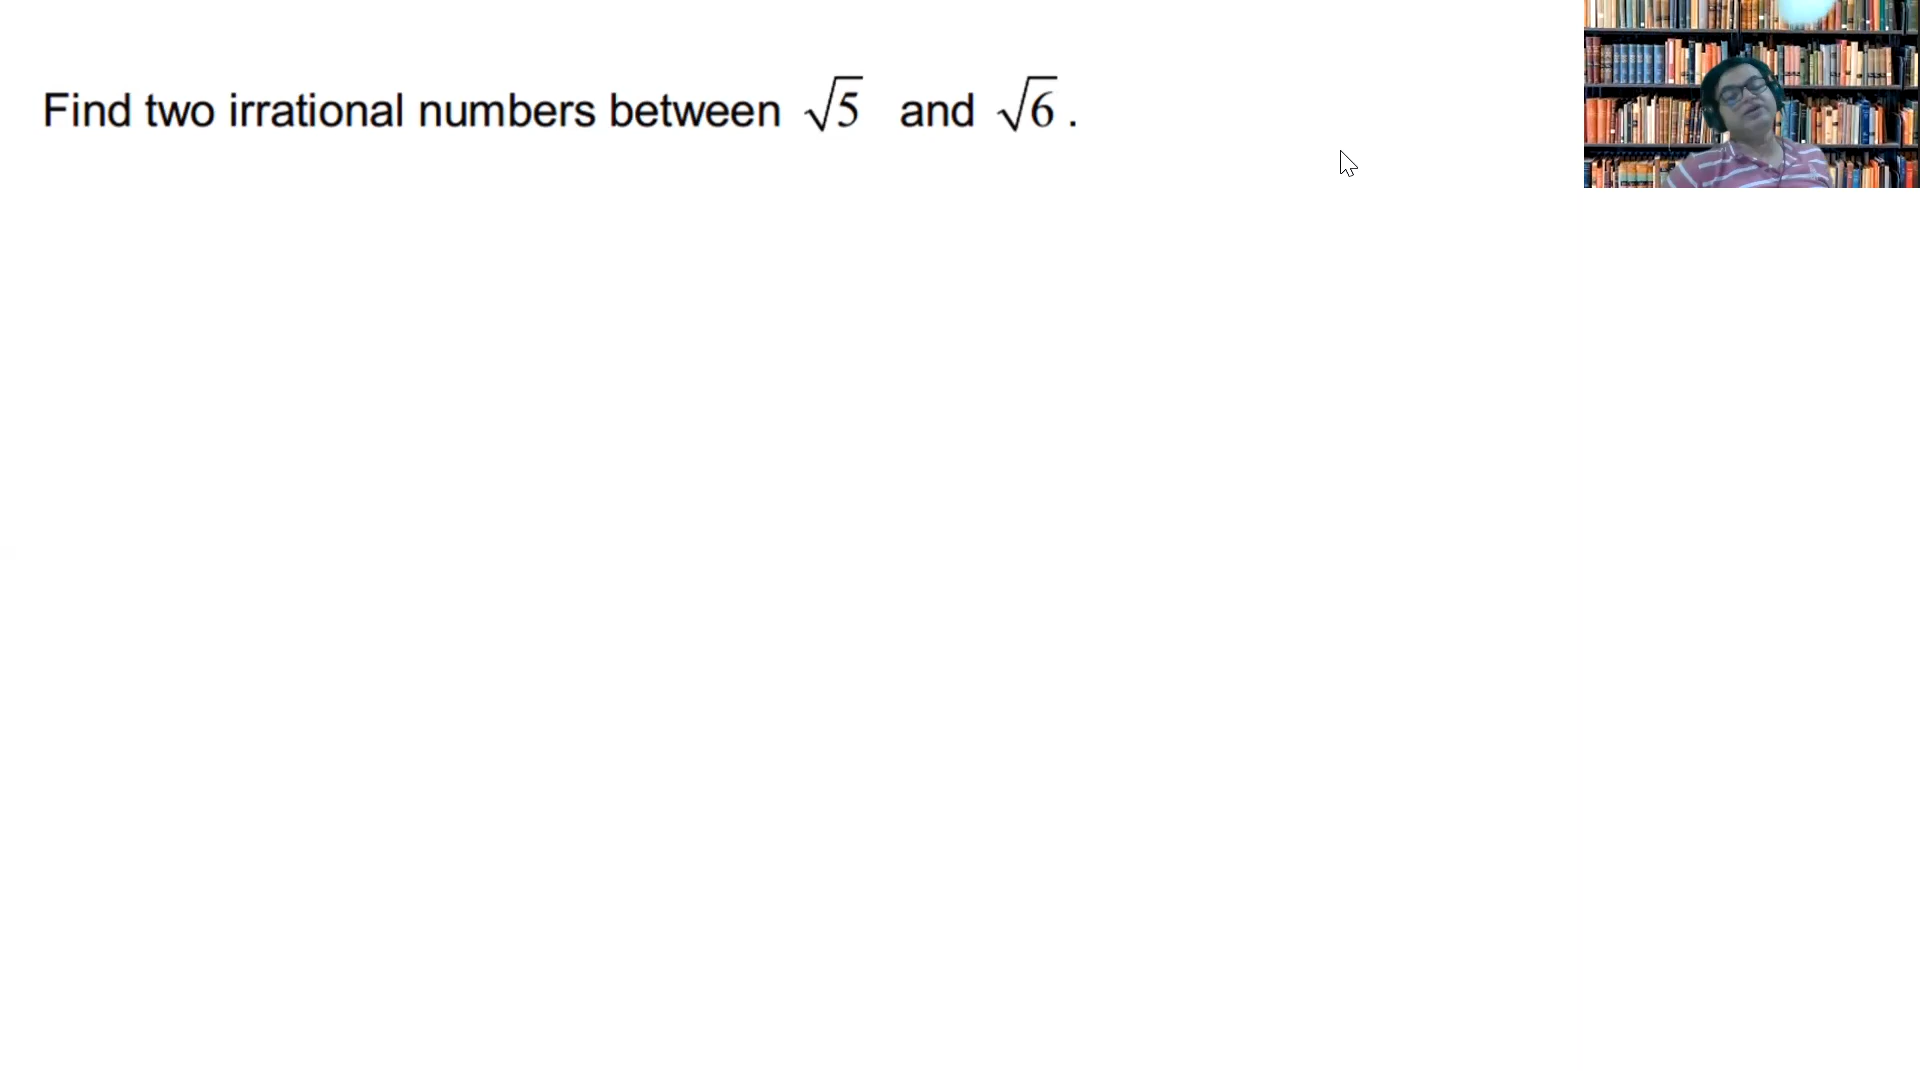 Find two irrational numbers between √5 and √6 .